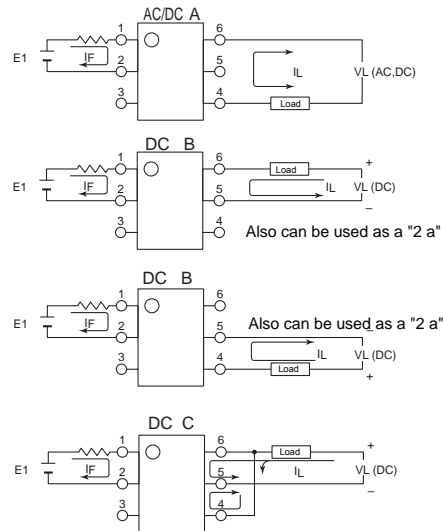 AC/DC A
1
6
E1
IF
2
5
IL
VL (AC,DC)
3
4
Load
DC B
1
6
Load
+
E1
IF
2
5
IL
VL (DC)
–
3
4
Also can be used as a "2 a"
DC B
1
6
E1
IF
2
5
Also can be used as a "2 a"
–
3
4
IL
VL (DC)
Load
+
DC C
1
6
Load
+
E1
IF
2
5
IL
VL (DC)
–
3
4